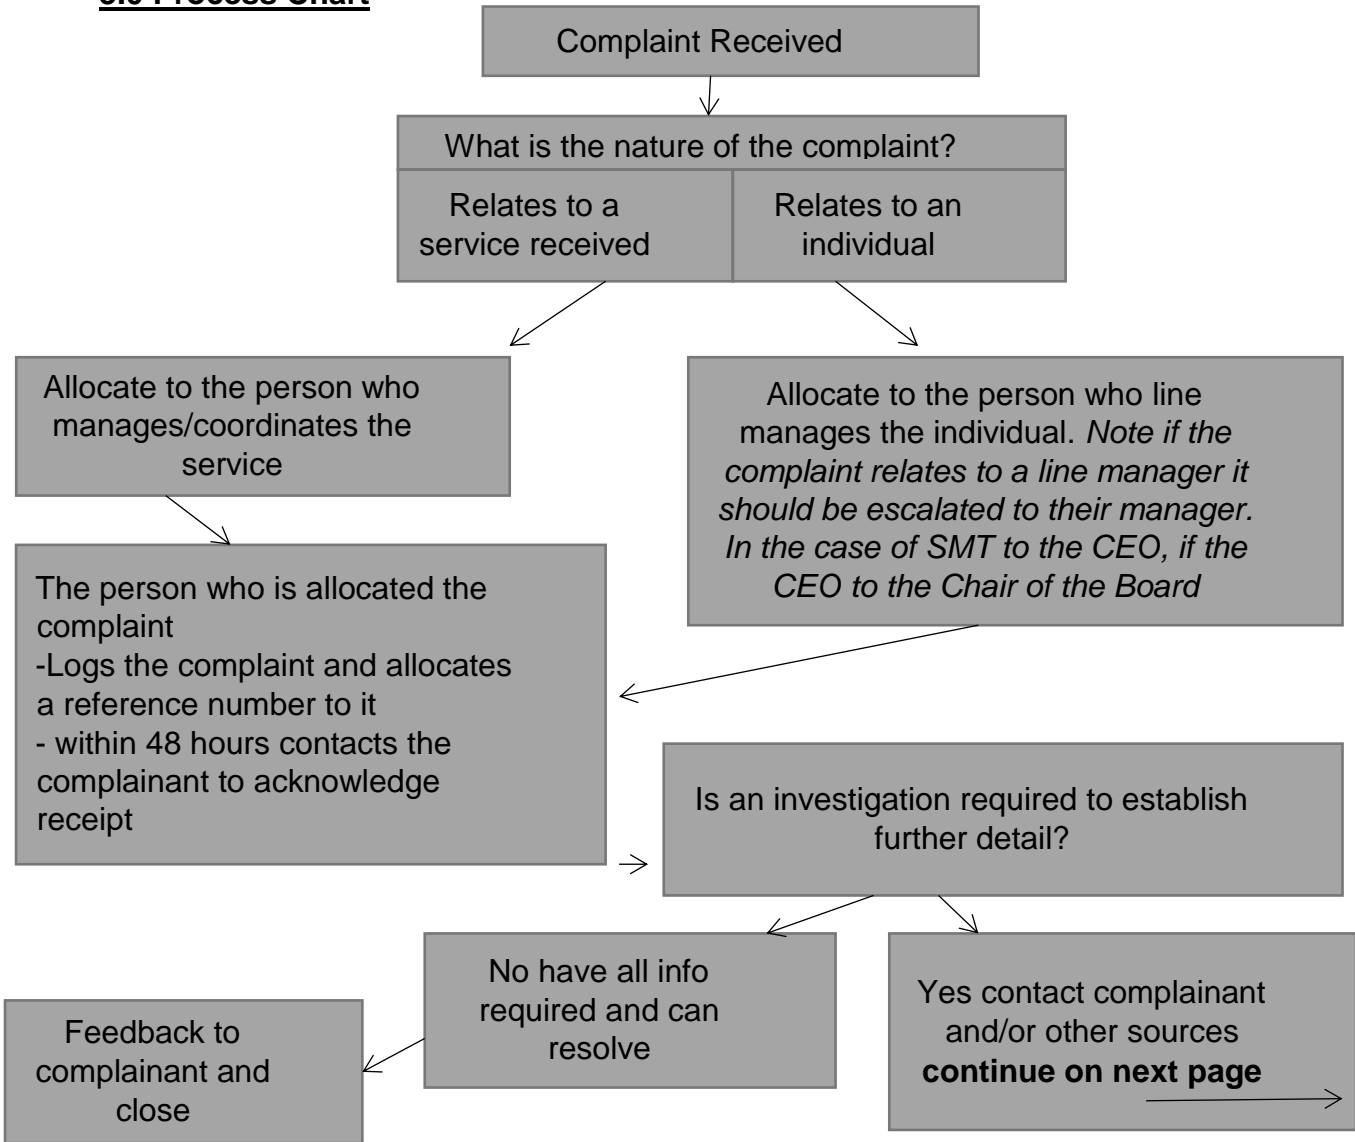 Process Chart
Complaint Received
What is the nature of the complaint?
Relates to a
service received
Relates to an
individual
Allocate to the person who
manages/coordinates the
service
Allocate to the person who line
manages the individual. Note if the
complaint relates to a line manager it
should be escalated to their manager.
In the case of SMT to the CEO, if the
CEO to the Chair of the Board
The person who is allocated the
complaint
-Logs the complaint and allocates
a reference number to it
- within 48 hours contacts the
complainant to acknowledge
receipt
Is an investigation required to establish
further detail?
No have all info
required and can
resolve
Yes contact complainant
and/or other sources
continue on next page
Feedback to
complainant and
close